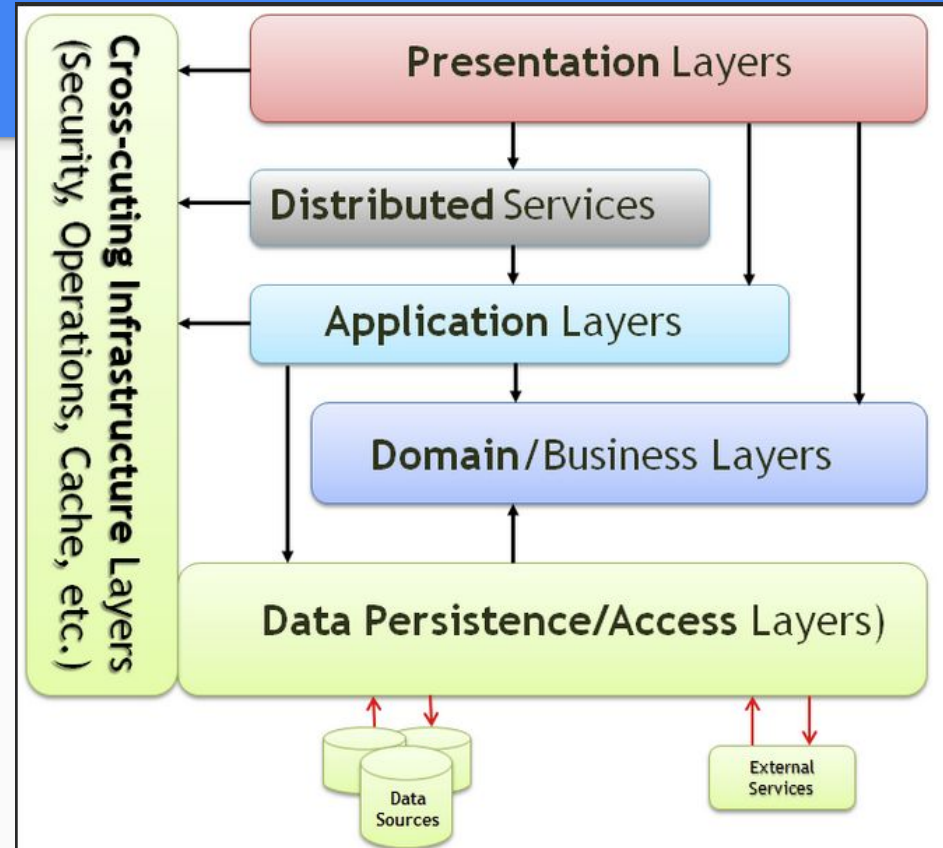 Cross-cuting Infrastructure Layers
(Security, Operations, Cache, etc.)
Presentation Layers
Distributed Services
Application Layers
Domain/Business Layers
Data Persistence/Access Layers)
Data
Sources
External
Services